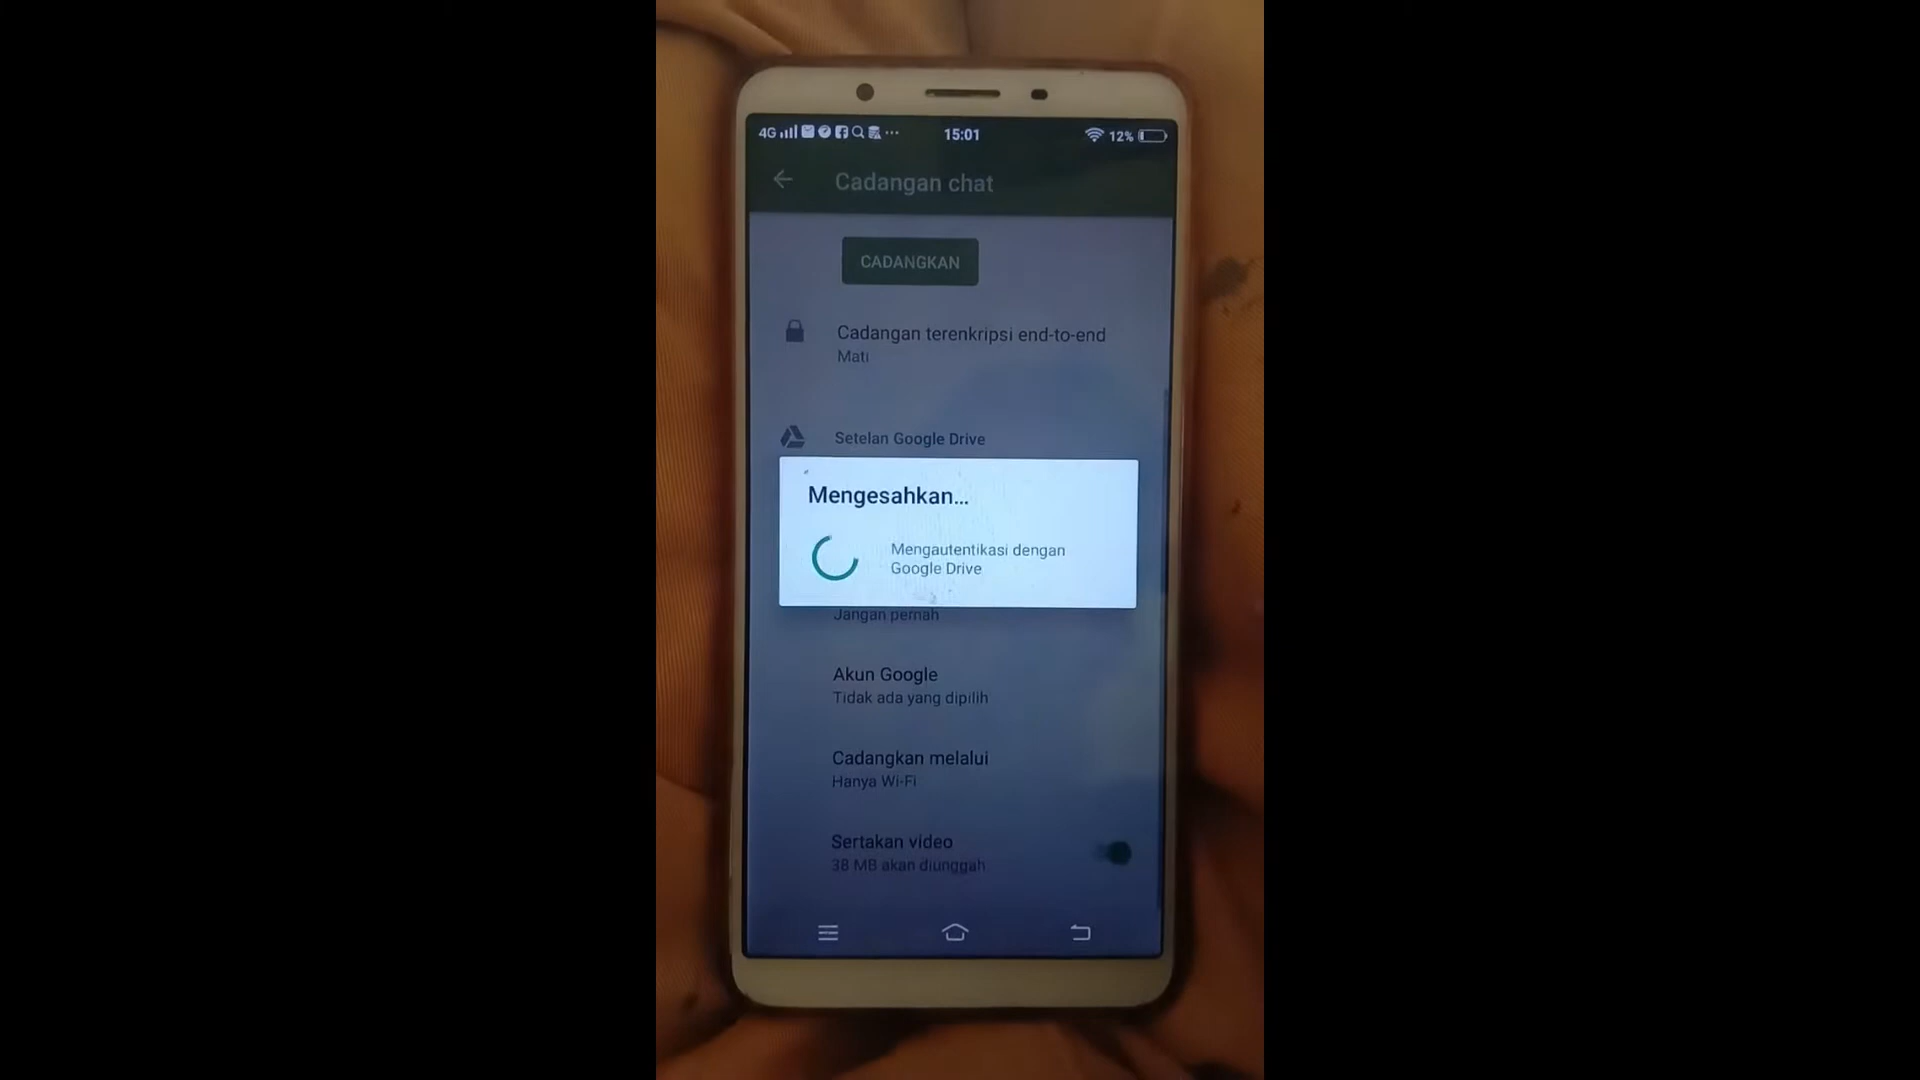 4G 15:01 12%
Cadangan chat
CADANGKAN
Cadangan terenkripsi end-to-end
Mati
Setelan Google Drive
Mengesahkan...
Mengautentikasi dengan
Google Drive
Jangan pernah
Akun Google
Tidak ada yang dipilih
Cadangkan melalui
Hanya Wi-Fi
Sertakan video
38 MB akan diunggah